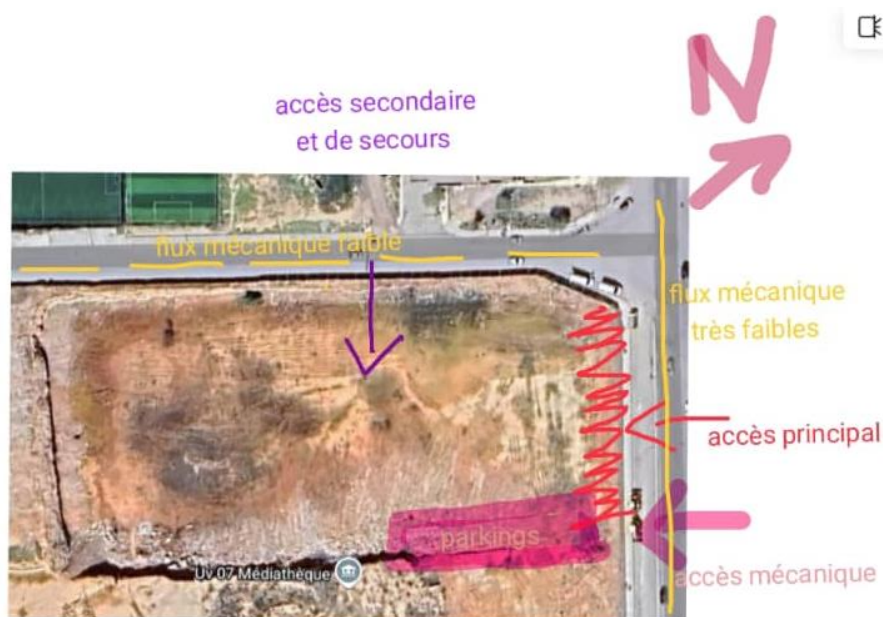 N
accès secondaire
et de secours
flux mécanique faible
flux mécanique
très faibles
accès principal
parkings
Uv 07 Médiathèque
accès mécanique